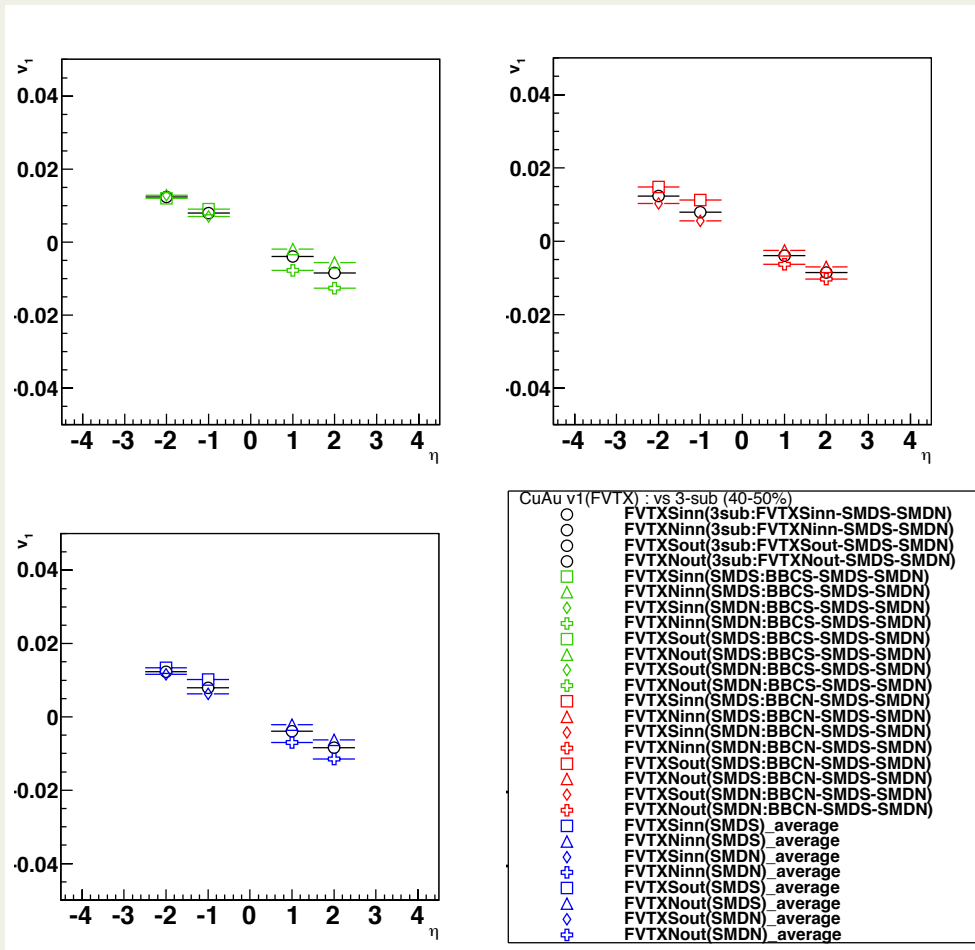 v1
0.04
0.02
0
-0.02
-0.04
-4 -3 -2 -1 0 1 2 3 4
η
v1
0.04
0.02
0
-0.02
-0.04
-4 -3 -2 -1 0 1 2 3 4
η
v1
0.04
0.02
0
-0.02
-0.04
-4 -3 -2 -1 0 1 2 3 4
η
CuAu v1(FVTX) : vs 3-sub (40-50%)
FVTXSinn(3sub:FVTXSinn-SMDS-SMDN)
FVTXNinn(3sub:FVTXNinn-SMDS-SMDN)
FVTXSout(3sub:FVTXSout-SMDS-SMDN)
FVTXNout(3sub:FVTXNout-SMDS-SMDN)
FVTXSinn(SMDS:BBCS-SMDS-SMDN)
FVTXNinn(SMDS:BBCS-SMDS-SMDN)
FVTXSinn(SMDN:BBCS-SMDS-SMDN)
FVTXNinn(SMDN:BBCS-SMDS-SMDN)
FVTXSout(SMDS:BBCS-SMDS-SMDN)
FVTXNout(SMDS:BBCS-SMDS-SMDN)
FVTXSout(SMDN:BBCS-SMDS-SMDN)
FVTXNout(SMDN:BBCS-SMDS-SMDN)
FVTXSinn(SMDS:BBCN-SMDS-SMDN)
FVTXNinn(SMDS:BBCN-SMDS-SMDN)
FVTXSinn(SMDN:BBCN-SMDS-SMDN)
FVTXNinn(SMDN:BBCN-SMDS-SMDN)
FVTXSout(SMDS:BBCN-SMDS-SMDN)
FVTXNout(SMDS:BBCN-SMDS-SMDN)
FVTXSout(SMDN:BBCN-SMDS-SMDN)
FVTXNout(SMDN:BBCN-SMDS-SMDN)
FVTXSinn(SMDS)_average
FVTXNinn(SMDS)_average
FVTXSinn(SMDN)_average
FVTXNinn(SMDN)_average
FVTXSout(SMDS)_average
FVTXNout(SMDS)_average
FVTXSout(SMDN)_average
FVTXNout(SMDN)_average